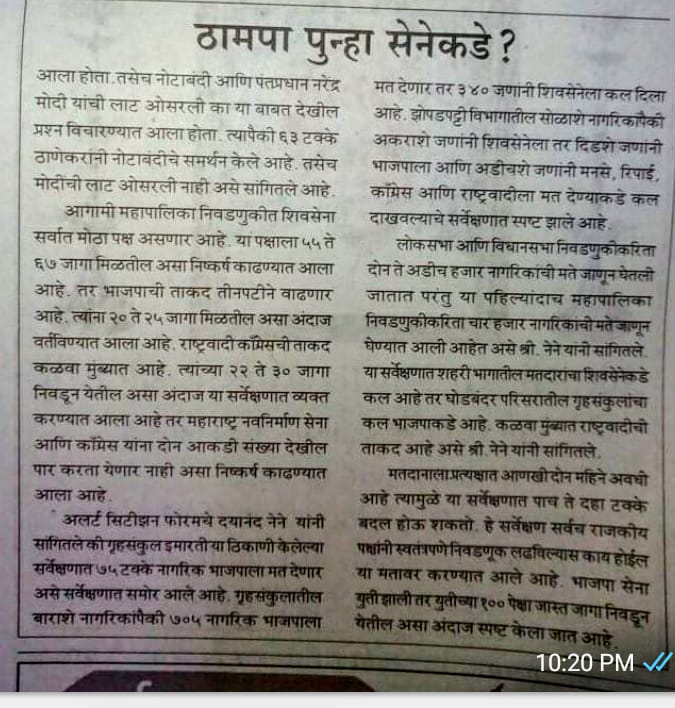 ठामपा पुन्हा सेनेकडे ?
आला होता. तसेच नोटाबंदी आणि पंतप्रधान नरेंद्र
मोदी यांची लाट ओसरली का या बाबत देखील
प्रश्न विचारण्यात आला होता. त्यापैकी ६३ टक्के
ठाणेकरांनी नोटाबंदीचे समर्थन केले आहे. तसेच
मोदींची लाट ओसरली नाही असे सांगितले आहे.
आगामी महापालिका निवडणुकीत शिवसेना
सर्वात मोठा पक्ष असणार आहे. या पक्षाला ५५ ते
६७ जागा मिळतील असा निष्कर्ष काढण्यात आला
आहे. तर भाजपाची ताकद तीनपटीने वाढणार
आहे. त्यांना २० ते २५ जागा मिळतील असा अंदाज
वर्तविण्यात आला आहे. राष्ट्रवादी काँग्रेसची ताकद
कळवा मुंब्यात आहे. त्यांच्या २२ ते ३० जागा
निवडून येतील असा अंदाज या सर्वेक्षणात व्यक्त
करण्यात आला आहे तर महाराष्ट्र नवनिर्माण सेना
आणि काँग्रेस यांना दोन आकडी संख्या देखील
पार करता येणार नाही असा निष्कर्ष काढण्यात
आला आहे.
अलर्ट सिटीझन फोरमचे दयानंद नेने यांनी
सांगितले की गृहसंकुल इमारती या ठिकाणी केलेल्या
सर्वेक्षणात ७५ टक्के नागरिक भाजपाला मत देणार
असे सर्वेक्षणात समोर आले आहे. गृहसंकुलातील
बाराशे नागरिकांपैकी ७०५ नागरिक भाजपाला
मत देणार तर ३४० जणांनी शिवसेनेला कल दिला
आहे. झोपडपट्टी विभागातील सोळाशे नागरिकांपैकी
अकराशे जणांनी शिवसेनेला तर दिडशे जणांनी
भाजपाला आणि अडीचशे जणांनी मनसे, रिपाई,
काँग्रेस आणि राष्ट्रवादीला मत देण्याकडे कल
दाखवल्याचे सर्वेक्षणात स्पष्ट झाले आहे.
लोकसभा आणि विधानसभा निवडणुकीकरिता
दोन ते अडीच हजार नागरिकांची मते जाणून घेतली
जातात परंतु या पहिल्यांदाच महापालिका
निवडणुकीकरिता चार हजार नागरिकांची मते जाणून
घेण्यात आली आहेत असे श्री. नेने यांनी सांगितले.
या सर्वेक्षणात शहरी भागातील मतदारांचा शिवसेनेकडे
कल आहे तर घोडबंदर परिसरातील गृहसंकुलांचा
कल भाजपाकडे आहे. कळवा मुंब्यात राष्ट्रवादीची
ताकद आहे असे श्री. नेने यांनी सांगितले.
मतदानाला प्रत्यक्षात आणखी दोन महिने अवधी
आहे त्यामुळे या सर्वेक्षणात पाच ते दहा टक्के
बदल होऊ शकतो. हे सर्वेक्षण सर्वच राजकीय
पक्षांनी स्वतंत्रपणे निवडणूक लढविल्यास काय होईल
या मतावर करण्यात आले आहे. भाजपा सेना
युती झाली तर युतीच्या १०० पेक्षा जास्त जागा निवडून
येतील असा अंदाज स्पष्ट केला जात आहे.
10:20 PM